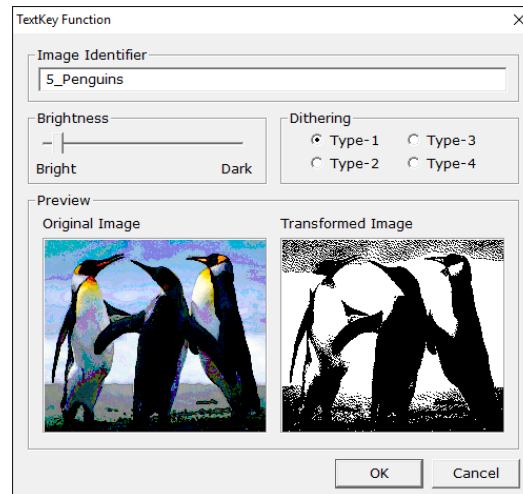 TextKey Function
Image Identifier
5_Penguins
Brightness
Bright Dark
Dithering
Type-1 Type-3
Type-2 Type-4
Preview
Original Image Transformed Image
OK Cancel